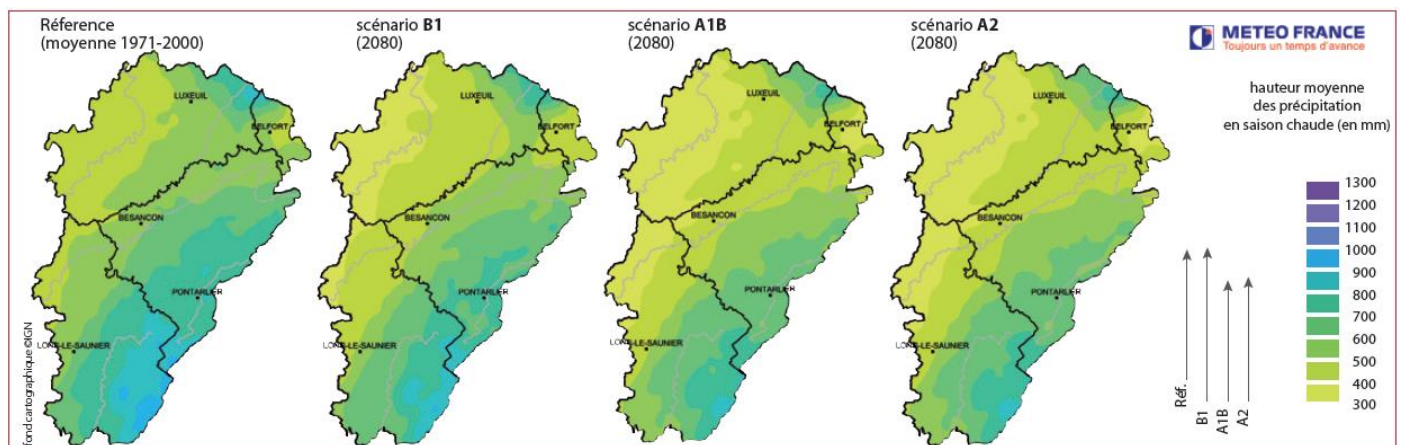 Réference
(moyenne 1971-2000)
scénario B1
(2080)
scénario A1B
(2080)
scénario A2
(2080)
METEO FRANCE
Toujours un temps d'avance
hauteur moyenne
des précipitation
en saison chaude (en mm)
LUXEUIL
BELFORT
BESANCON
PONTARLIER
LONS-LE-SAUNIER
LUXEUIL
BELFORT
BESANCON
PONTARLIER
LONS-LE-SAUNIER
LUXEUIL
BELFORT
BESANCON
PONTARLIER
LONS-LE-SAUNIER
LUXEUIL
BELFORT
BESANCON
PONTARLIER
LONS-LE-SAUNIER
1300
1200
1100
1000
900
800
700
600
500
400
300
Réf.
B1
A1B
A2
fond cartographique ©IGN